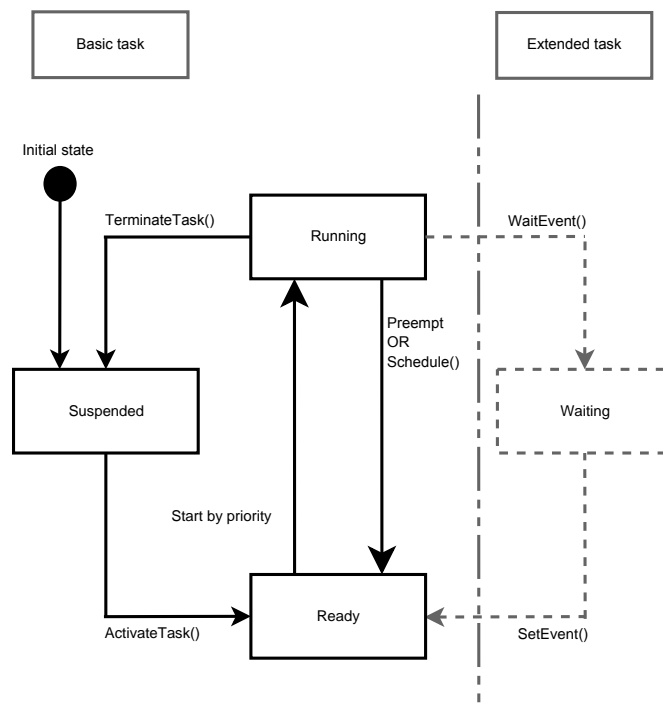 Basic task
Extended task
Initial state
TerminateTask()
Running
WaitEvent()
Preempt
OR
Schedule()
Suspended
Waiting
Start by priority
Ready
ActivateTask()
SetEvent()